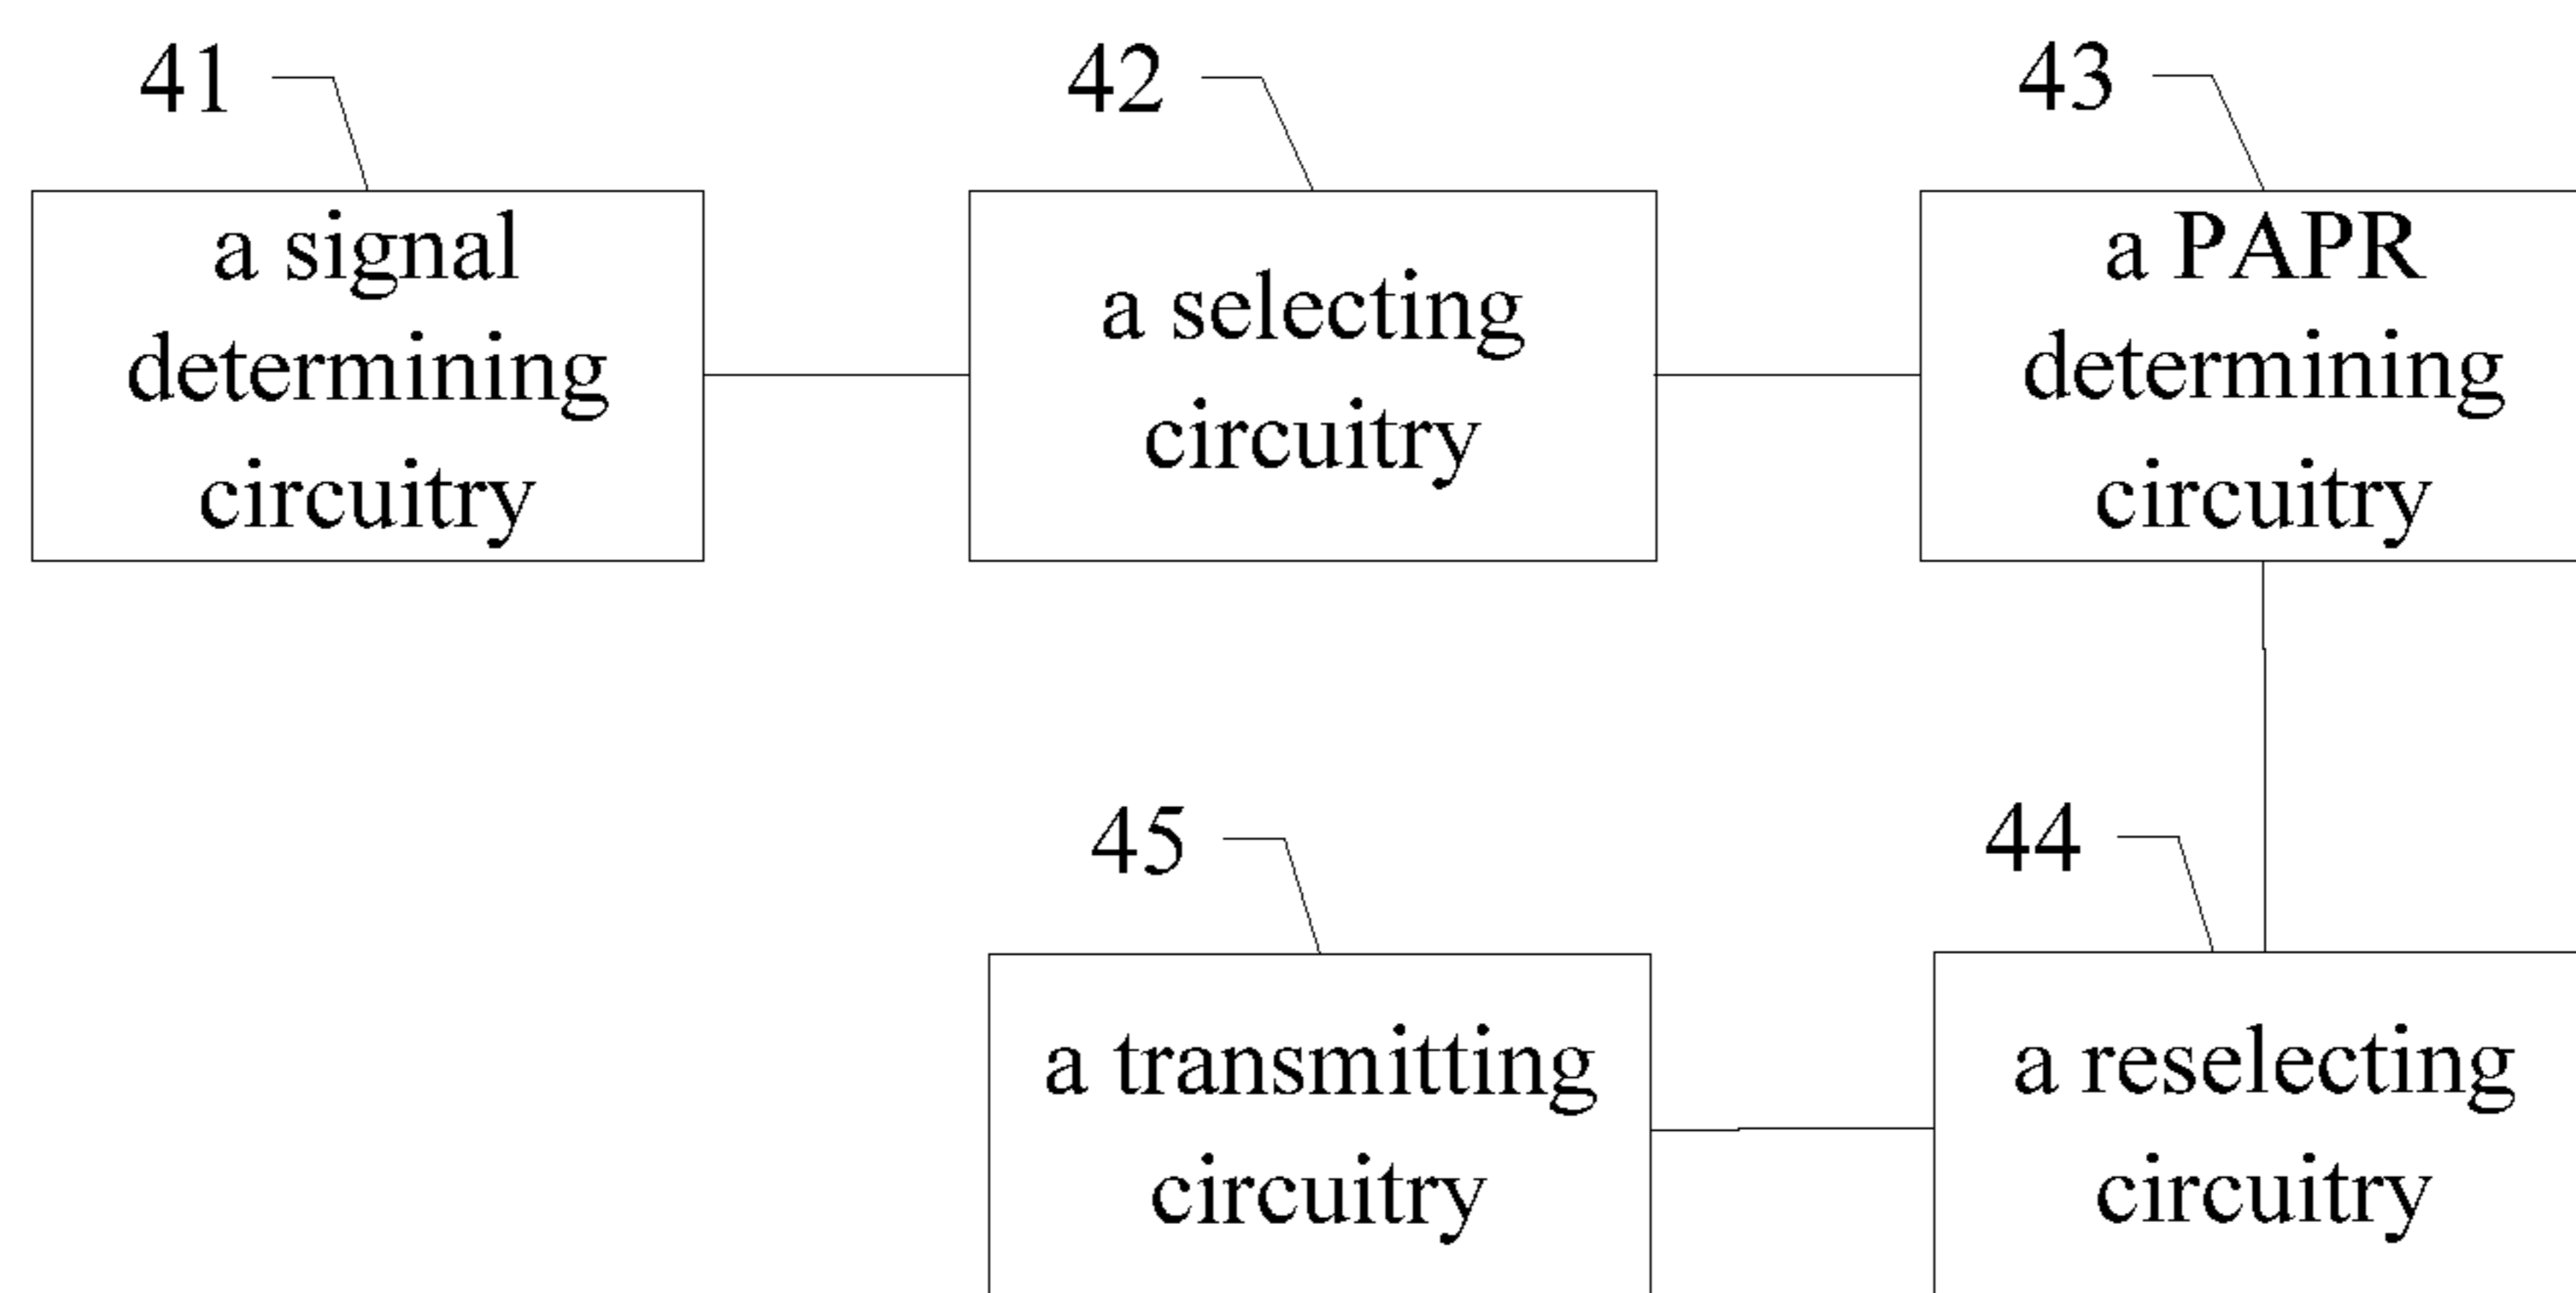 41
42
43
a signal
determining
circuitry
a selecting
circuitry
a PAPR
determining
circuitry
45
44
a transmitting
circuitry
a reselecting
circuitry